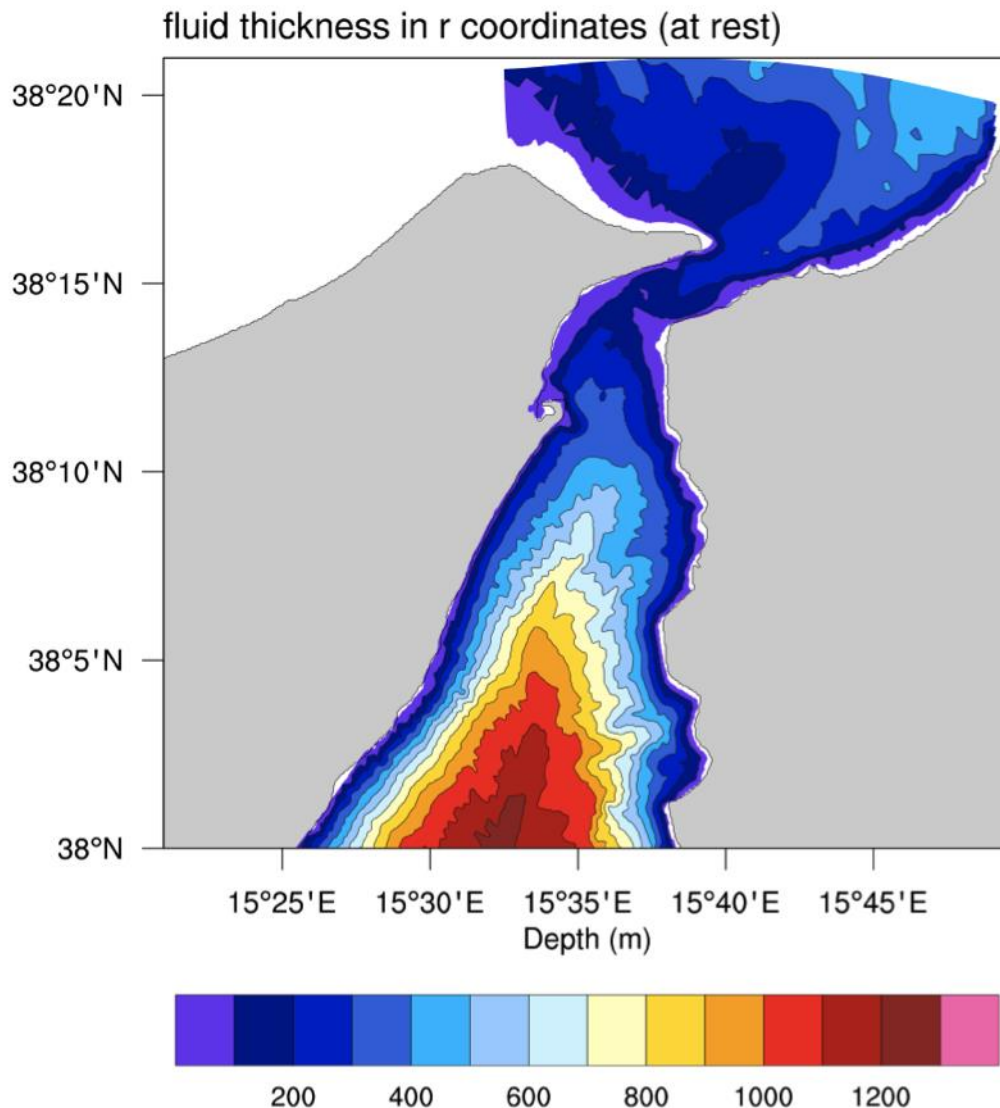 fluid thickness in r coordinates (at rest)
38°20'N
38°15'N
38°10'N
38°5'N
38°N
15°25'E 15°30'E 15°35'E 15°40'E 15°45'E
Depth (m)
200 400 600 800 1000 1200